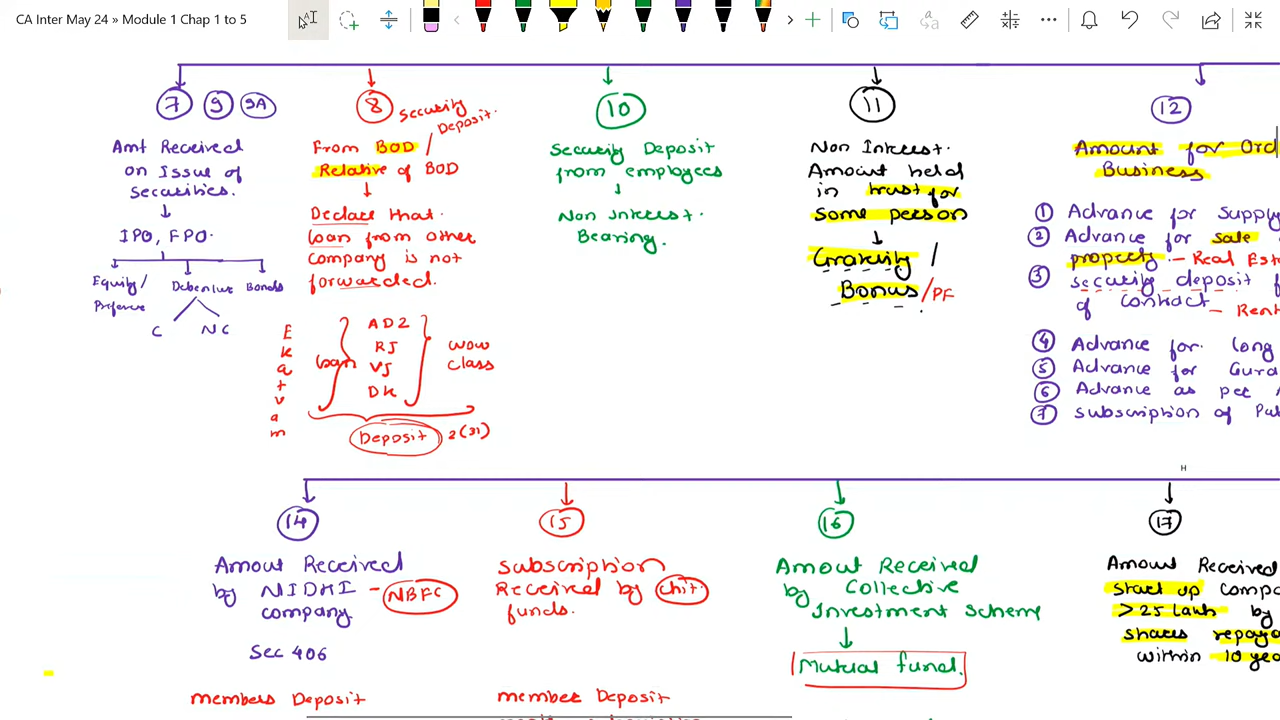 CA Inter May 24 » Module 1 Chap 1 to 5
7 9 9A
Amt Received
on Issue of
securities.
IPO, FPO.
Equity/
Preference
Debenture
Bonds
C
NC
8 Security
Deposit.
From BOD /
Relative of BOD
Declare that.
loan from other
company is not
forwarded.
Ekatvam
loan
ADZ
RJ
VJ
DK
wow
class
Deposit 2(31)
10
Security Deposit
from employees
Non Interest.
Bearing.
11
Non Interest.
Amount held
in trust for
some person
Gratuity /
Bonus /PF
12
Amount for Ord
Business
① Advance for supply
② Advance for sale
property - Real Est
③ security deposit f
of contract - Rent
④ Advance for. long
⑤ Advance for
⑥ Advance as per
⑦ subscription of
H
14
Amout Received
by NIDHI - NBFC
company
Sec 406
members Deposit
15
subscription
Received by chit.
funds.
member Deposit
16
Amout Received
by Collective
Investment Scheme
Mutual fund.
17
Amout Received
start up compa
> 25 lakh by
shares repaya
within 10 yea